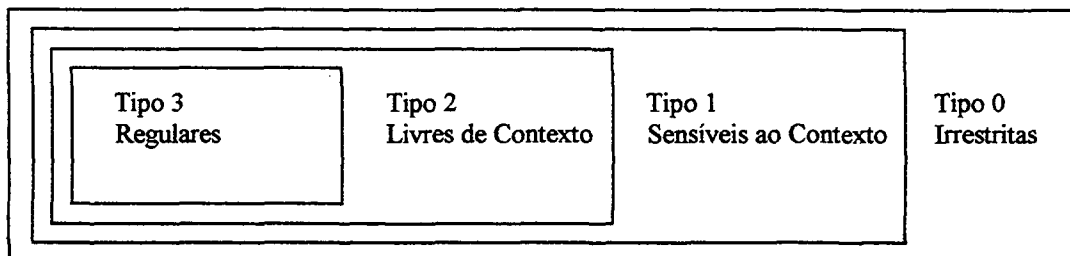 Tipo 3
Regulares
Tipo 2
Livres de Contexto
Tipo 1
Sensíveis ao Contexto
Tipo 0
Irrestritas